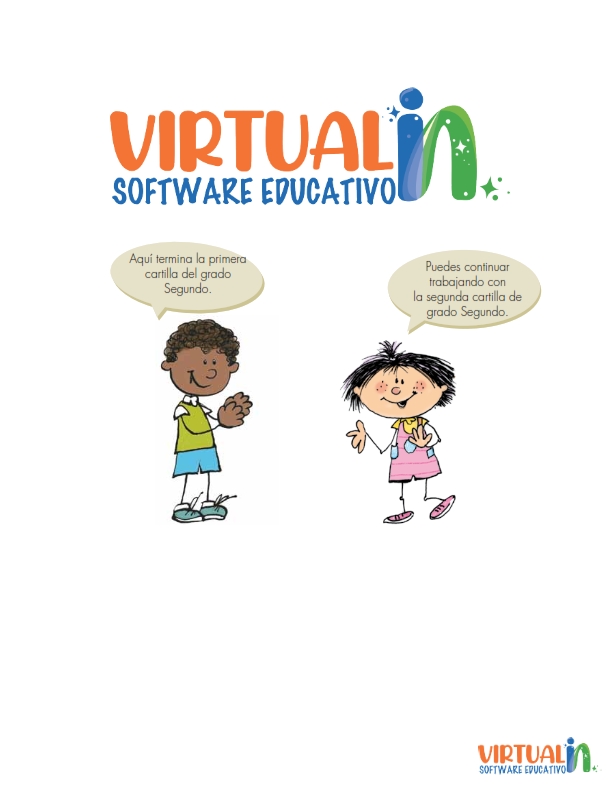 VIRTUALin
SOFTWARE EDUCATIVO
Aquí termina la primera
cartilla del grado
Segundo.
Puedes continuar
trabajando con
la segunda cartilla de
grado Segundo.
VIRTUALin
SOFTWARE EDUCATIVO